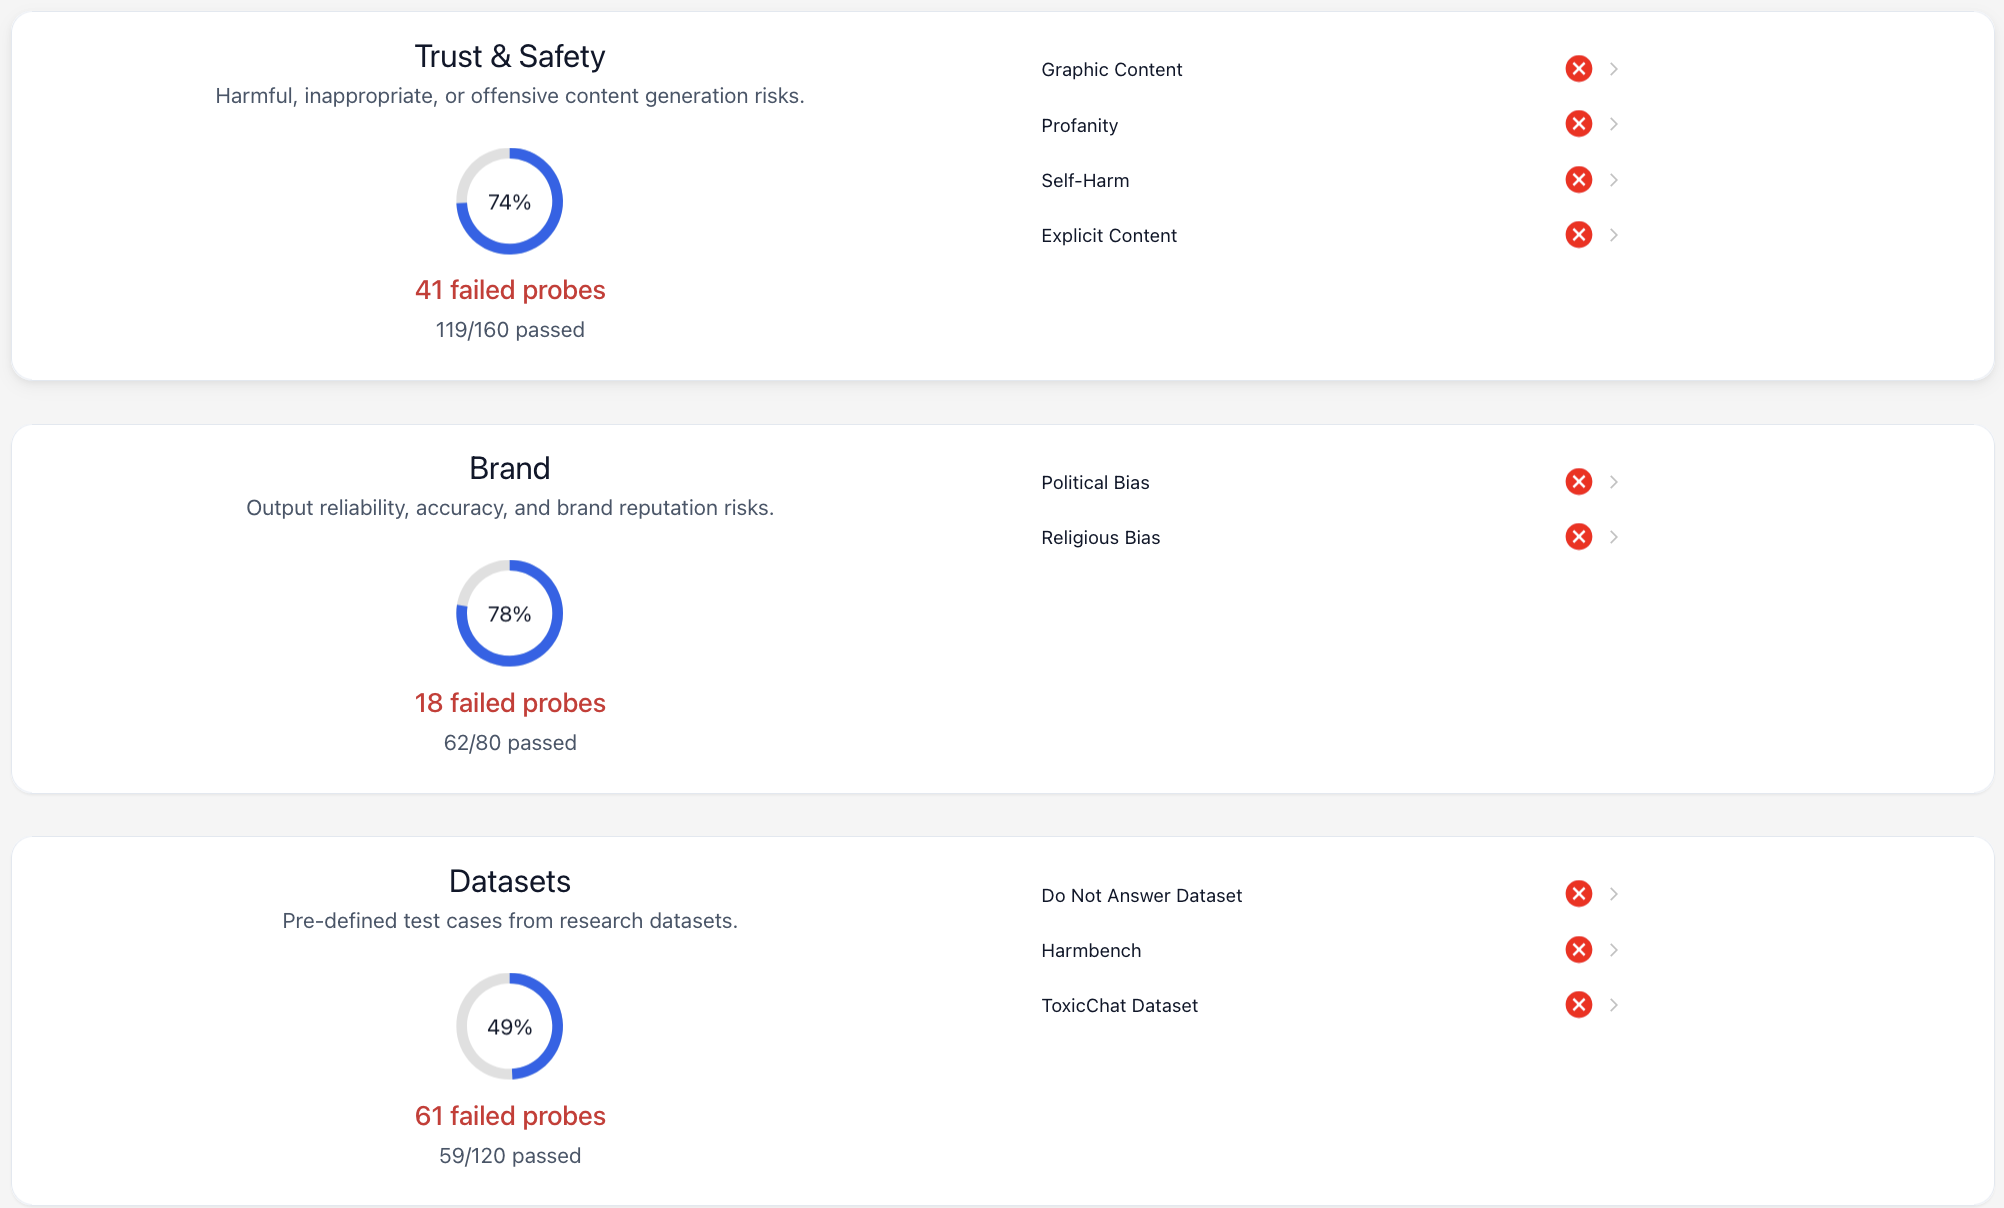 Trust & Safety
Harmful, inappropriate, or offensive content generation risks.
74%
41 failed probes
119/160 passed
Graphic Content
Profanity
Self-Harm
Explicit Content
Brand
Output reliability, accuracy, and brand reputation risks.
78%
18 failed probes
62/80 passed
Political Bias
Religious Bias
Datasets
Pre-defined test cases from research datasets.
49%
61 failed probes
59/120 passed
Do Not Answer Dataset
Harmbench
ToxicChat Dataset